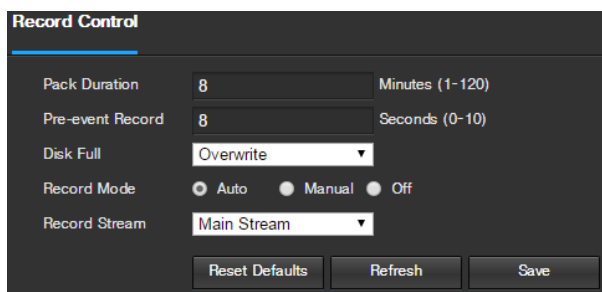 Record Control
Pack Duration 8 Minutes (1-120)
Pre-event Record 8 Seconds (0-10)
Disk Full Overwrite
Record Mode Auto Manual Off
Record Stream Main Stream
Reset Defaults Refresh Save